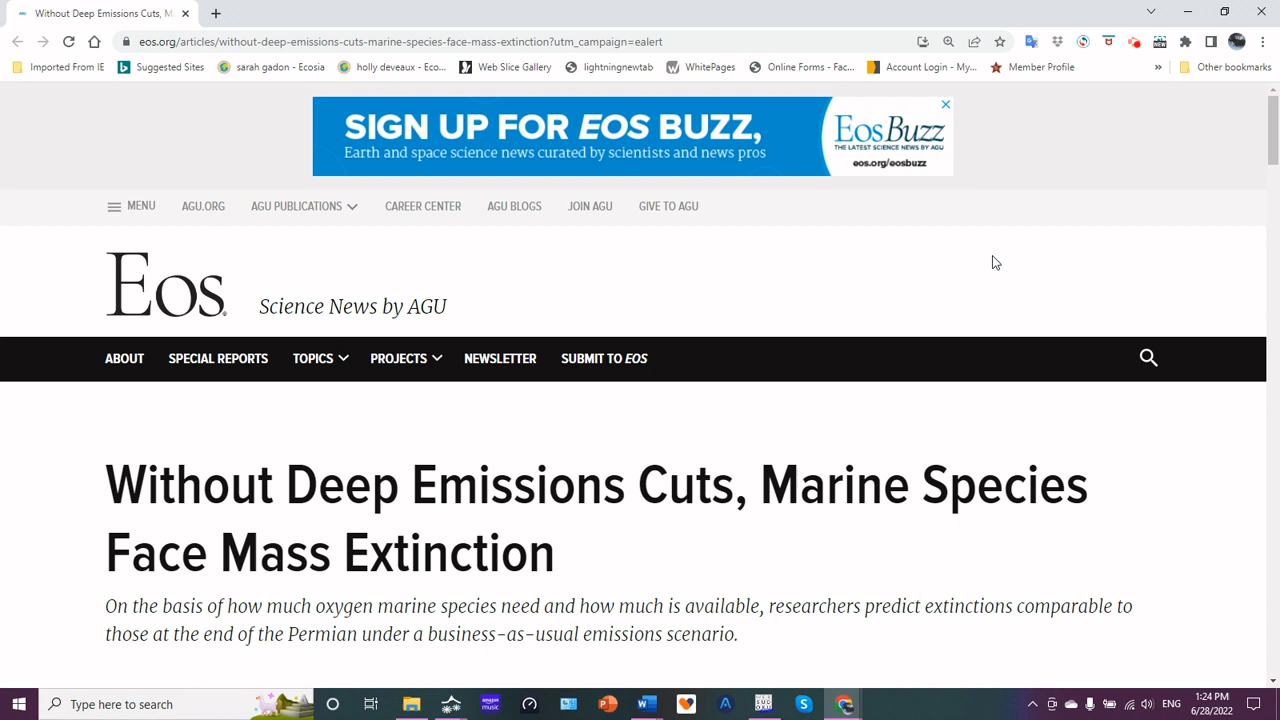 Without Deep Emissions Cuts, M
eos.org/articles/without-deep-emissions-cuts-marine-species-face-mass-extinction?utm_campaign=ealert
Imported From IE Suggested Sites sarah gadon - Ecosia holly deveaux - Eco... Web Slice Gallery lightningnewtab WhitePages Online Forms - Fac... Account Login - My... Member Profile » Other bookmarks
SIGN UP FOR EOS BUZZ,
Earth and space science news curated by scientists and news pros
EosBuzz
THE LATEST SCIENCE NEWS BY AGU
eos.org/eosbuzz
MENU AGU.ORG AGU PUBLICATIONS CAREER CENTER AGU BLOGS JOIN AGU GIVE TO AGU
Eos
Science News by AGU
ABOUT SPECIAL REPORTS TOPICS PROJECTS NEWSLETTER SUBMIT TO EOS
Without Deep Emissions Cuts, Marine Species
Face Mass Extinction
On the basis of how much oxygen marine species need and how much is available, researchers predict extinctions comparable to
those at the end of the Permian under a business-as-usual emissions scenario.
Type here to search
music
ENG
1:24 PM
6/28/2022